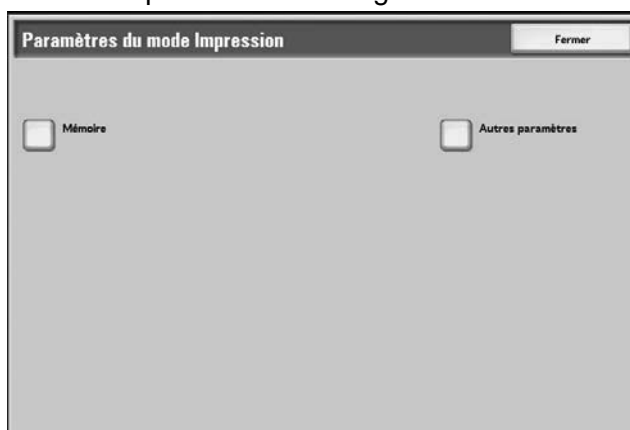 Paramètres du mode Impression
Fermer
Mémoire
Autres paramètres